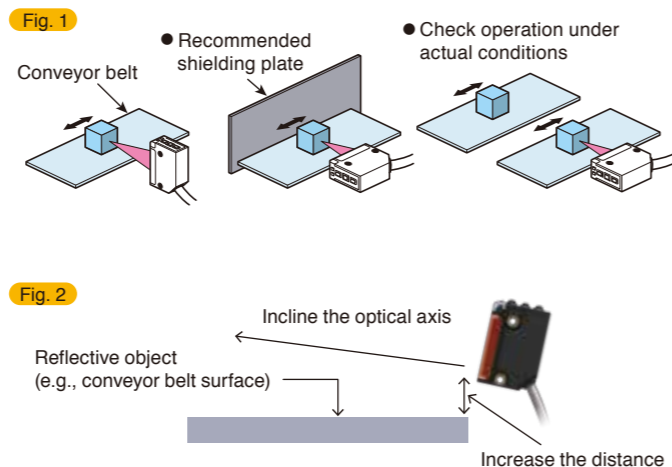 Fig. 1
Conveyor belt
● Recommended
shielding plate
● Check operation under
actual conditions
Fig. 2
Incline the optical axis
Reflective object
(e.g., conveyor belt surface)
Increase the distance